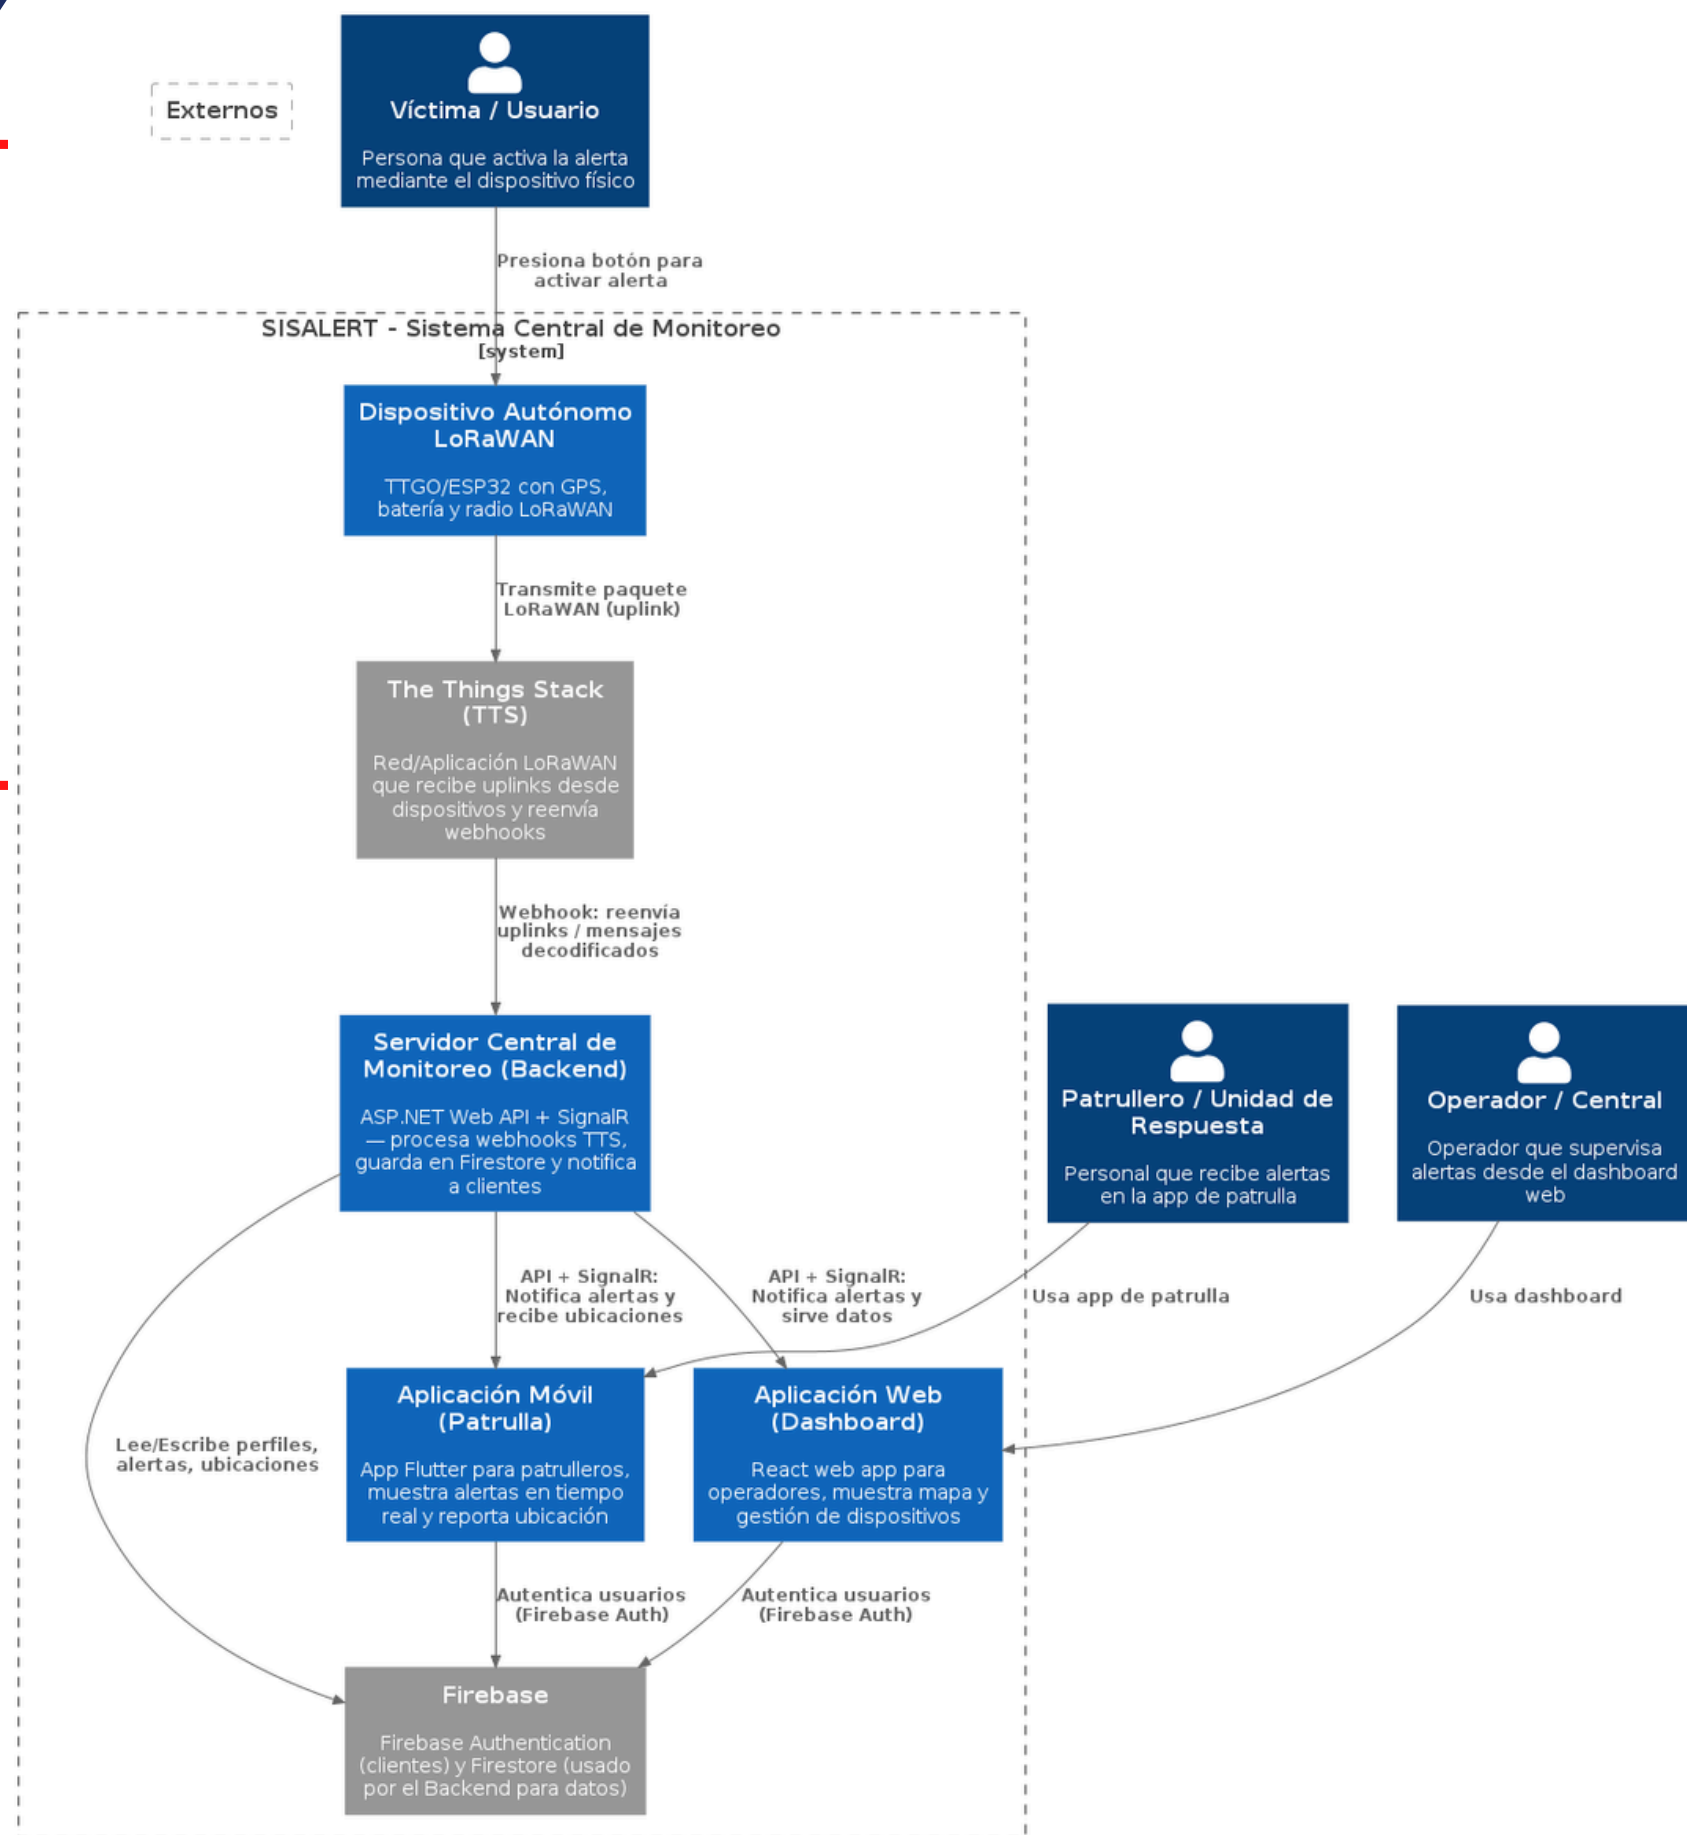 Externos
Víctima / Usuario
Persona que activa la alerta
mediante el dispositivo físico
Presiona botón para
activar alerta
SISALERT - Sistema Central de Monitoreo
[system]
Dispositivo Autónomo
LoRaWAN
TTGO/ESP32 con GPS,
batería y radio LoRaWAN
Transmite paquete
LoRaWAN (uplink)
The Things Stack
(TTS)
Red/Aplicación LoRaWAN
que recibe uplinks desde
dispositivos y reenvía
webhooks
Webhook: reenvía
uplinks / mensajes
decodificados
Servidor Central de
Monitoreo (Backend)
ASP.NET Web API + SignalR
— procesa webhooks TTS,
guarda en Firestore y notifica
a clientes
Patrullero / Unidad de
Respuesta
Personal que recibe alertas
en la app de patrulla
Operador / Central
Operador que supervisa
alertas desde el dashboard
web
API + SignalR:
Notifica alertas y
recibe ubicaciones
API + SignalR:
Notifica alertas y
sirve datos
Usa app de patrulla
Usa dashboard
Lee/Escribe perfiles,
alertas, ubicaciones
Aplicación Móvil
(Patrulla)
App Flutter para patrulleros,
muestra alertas en tiempo
real y reporta ubicación
Aplicación Web
(Dashboard)
React web app para
operadores, muestra mapa y
gestión de dispositivos
Autentica usuarios
(Firebase Auth)
Autentica usuarios
(Firebase Auth)
Firebase
Firebase Authentication
(clientes) y Firestore (usado
por el Backend para datos)